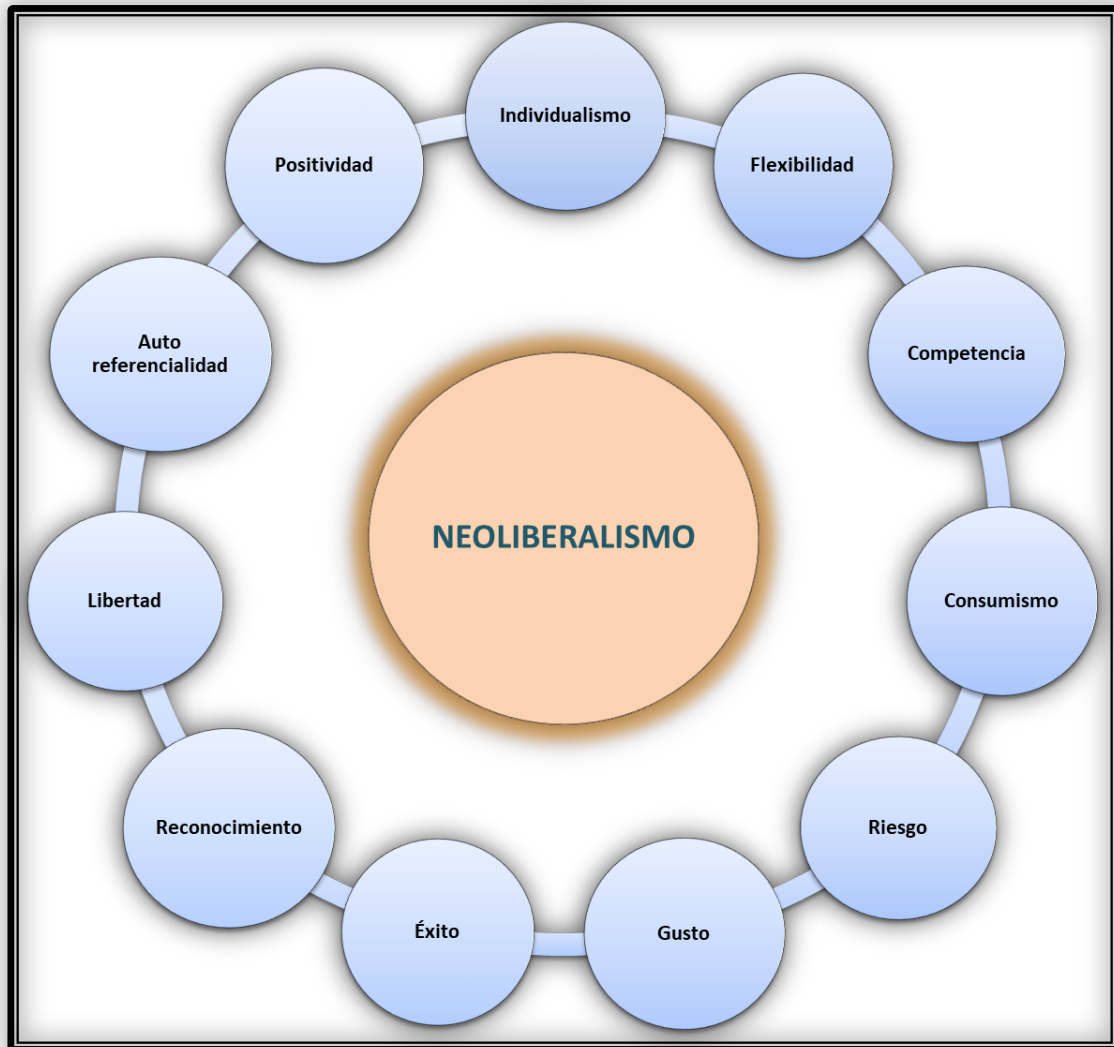 Individualismo
Flexibilidad
Competencia
Consumismo
Riesgo
Gusto
Éxito
Reconocimiento
Libertad
Auto
referencialidad
Positividad
NEOLIBERALISMO